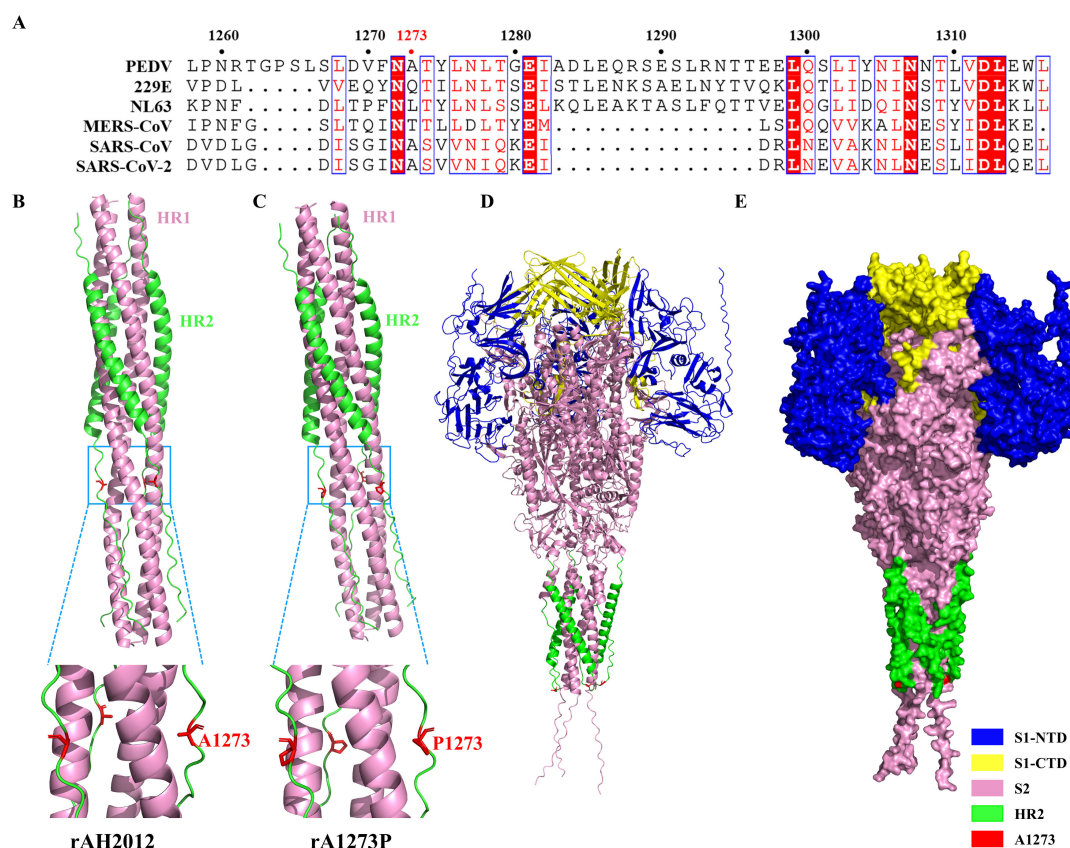 A
1260 1270 1273 1280 1290 1300 1310
PEDV LPNRTGPSLSLDVFNATYLNLTGEIADLEQRSESLRNTTEELQSLIYNINNTLVDLEWL
229E VPDL.....VVEQYNQTILNLTSEISTLENKSAELNYTVQKLQTLIDNINSTLVDLKWL
NL63 KPNF.....DLTPFNLTYLNLSSELKQLEAKTASLFQTTVELQGLIDQINSTYVDLKLL
MERS-CoV IPNFG....SLTQINTTLLDLTYEM..............LSLQQVVKALNESYIDLKE.
SARS-CoV DVDLG....DISGINASVVNIQKEI..............DRLNEVAKNLNESLIDLQEL
SARS-CoV-2 DVDLG....DISGINASVVNIQKEI..............DRLNEVAKNLNESLIDLQEL
B
HR1
HR2
A1273
rAH2012
C
HR1
HR2
P1273
rA1273P
D
E
S1-NTD
S1-CTD
S2
HR2
A1273